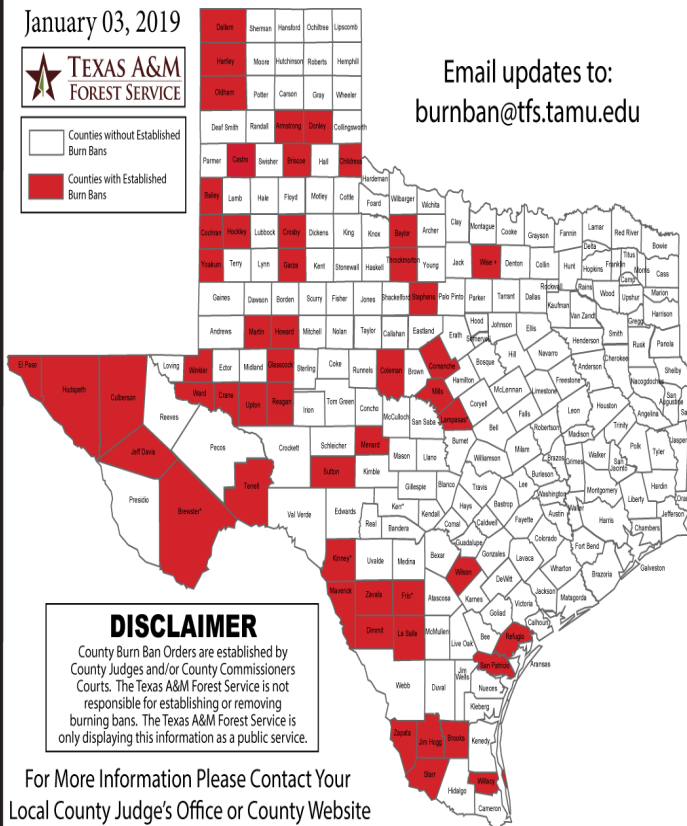 January 03, 2019
TEXAS A&M
FOREST SERVICE
Counties without Established
Burn Bans
Counties with Established
Burn Bans
Email updates to:
burnban@tfs.tamu.edu
Dallam Sherman Hansford Ochiltree Lipscomb
Hartley Moore Hutchinson Roberts Hemphill
Oldham Potter Carson Gray Wheeler
Deaf Smith Randall Armstrong Donley Collingsworth
Parmer Castro Swisher Briscoe Hall Childress
Hardeman
Bailey Lamb Hale Floyd Motley Cottle Foard Wilbarger Wichita
Cochran Hockley Lubbock Crosby Dickens King Knox Baylor Archer Clay Montague Cooke Grayson Fannin Lamar Red River Bowie
Delta Titus
Yoakum Terry Lynn Garza Kent Stonewall Haskell Throckmorton Young Jack Wise + Denton Collin Hunt Hopkins Franklin Morris Cass
Camp
Rockwall Rains Wood Upshur Marion
Gaines Dawson Borden Scurry Fisher Jones Shackelford Stephens Palo Pinto Parker Tarrant Dallas Kaufman Van Zandt Gregg Harrison
Andrews Martin Howard Mitchell Nolan Taylor Callahan Eastland Erath Hood Johnson Ellis Henderson Smith Rusk Panola
Somervell
El Paso Hudspeth Culberson Loving Winkler Ector Midland Glasscock Sterling Coke Runnels Coleman Brown Comanche Bosque Hill Navarro Anderson Cherokee Shelby
Hamilton Freestone Nacogdoches
Reeves Ward Crane Upton Reagan Irion Tom Green Concho McCulloch San Saba Mills Lampasas* Coryell McLennan Limestone Leon Houston Angelina San
Augustine
Sa
Bell Falls Robertson Madison Trinity Polk Tyler Jasper
Jeff Davis Pecos Crockett Schleicher Menard Mason Llano Burnet Williamson Milam Brazos Grimes Walker San
Jacinto
Presidio Brewster* Terrell Sutton Kimble Gillespie Blanco Travis Lee Burleson Washington Montgomery Liberty Hardin
Val Verde Edwards Kerr* Kendall Hays Bastrop Austin Waller Harris Chambers Jefferson
Real Bandera Comal Caldwell Fayette Colorado Fort Bend
Kinney* Uvalde Medina Bexar Guadalupe Gonzales Lavaca Wharton Brazoria Galveston
Wilson DeWitt
Maverick Zavala Frio* Atascosa Karnes Victoria Jackson Matagorda
Goliad Calhoun
Dimmit La Salle McMullen Live Oak Bee Refugio
San Patricio Aransas
Webb Duval Jim
Wells Nueces
Kleberg
Zapata Jim Hogg Brooks Kenedy
Starr Hidalgo Willacy
Cameron
DISCLAIMER
County Burn Ban Orders are established by
County Judges and/or County Commissioners
Courts. The Texas A&M Forest Service is not
responsible for establishing or removing
burning bans. The Texas A&M Forest Service is
only displaying this information as a public service.
For More Information Please Contact Your
Local County Judge's Office or County Website